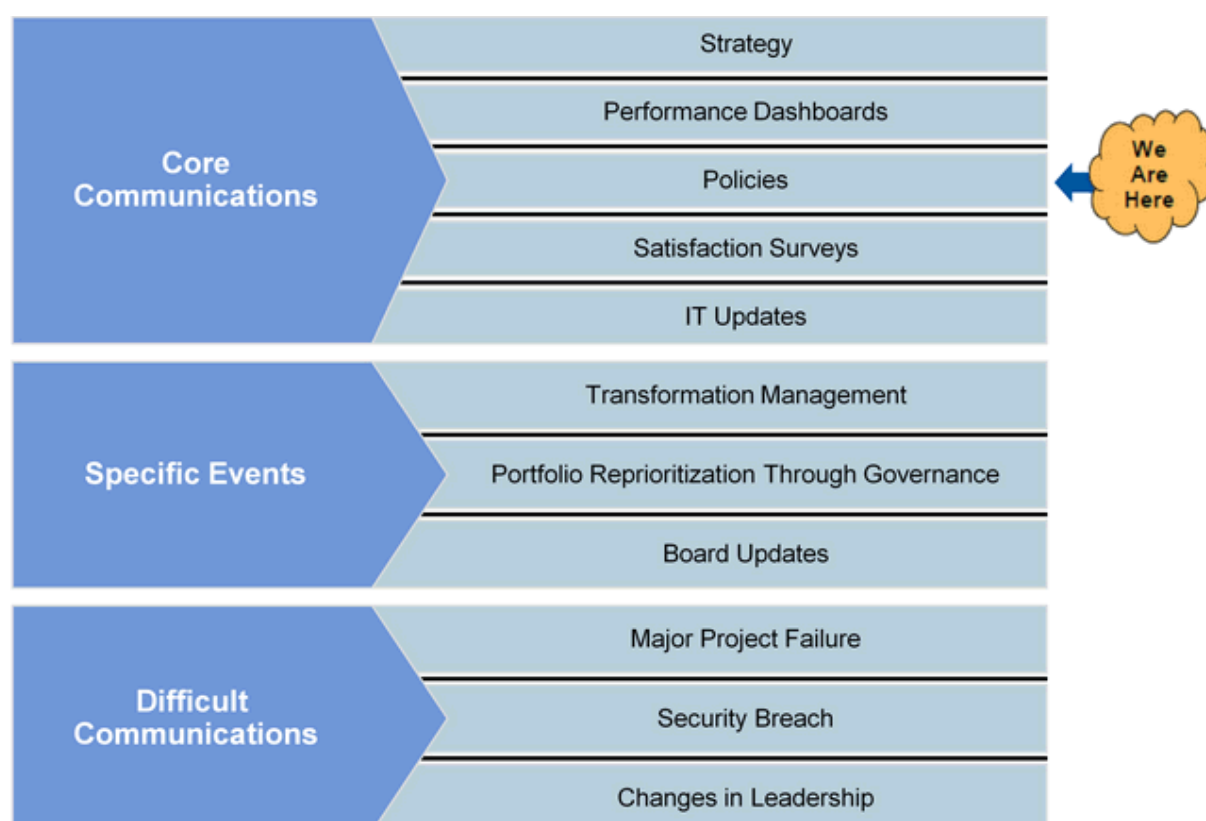 Core
Communications
Strategy
Performance Dashboards
Policies
Satisfaction Surveys
IT Updates
We
Are
Here
Specific Events
Transformation Management
Portfolio Reprioritization Through Governance
Board Updates
Difficult
Communications
Major Project Failure
Security Breach
Changes in Leadership